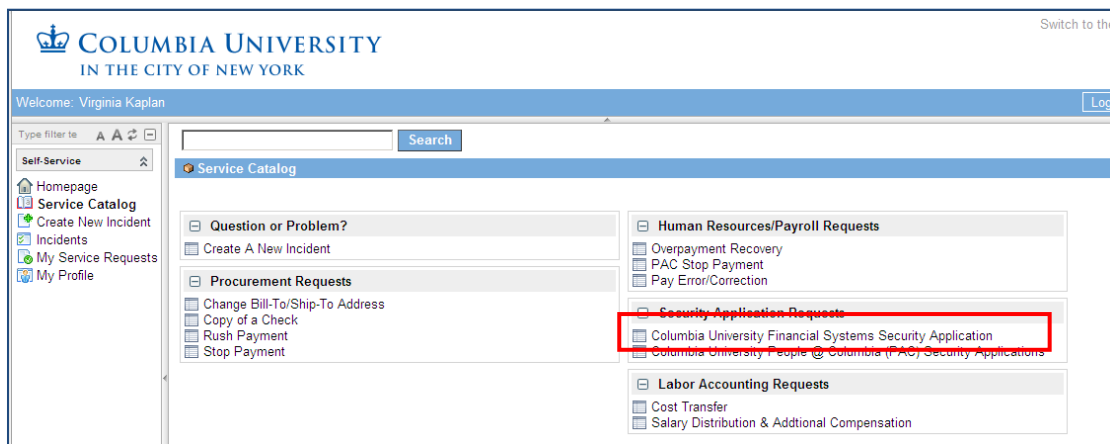 Switch to the
COLUMBIA UNIVERSITY
IN THE CITY OF NEW YORK
Welcome: Virginia Kaplan
Log
Type filter te A A
Search
Self-Service
Service Catalog
Homepage
Service Catalog
Create New Incident
Incidents
My Service Requests
My Profile
Question or Problem?
Create A New Incident
Procurement Requests
Change Bill-To/Ship-To Address
Copy of a Check
Rush Payment
Stop Payment
Human Resources/Payroll Requests
Overpayment Recovery
PAC Stop Payment
Pay Error/Correction
Security Application Requests
Columbia University Financial Systems Security Application
Columbia University People @ Columbia (PAC) Security Applications
Labor Accounting Requests
Cost Transfer
Salary Distribution & Addtional Compensation